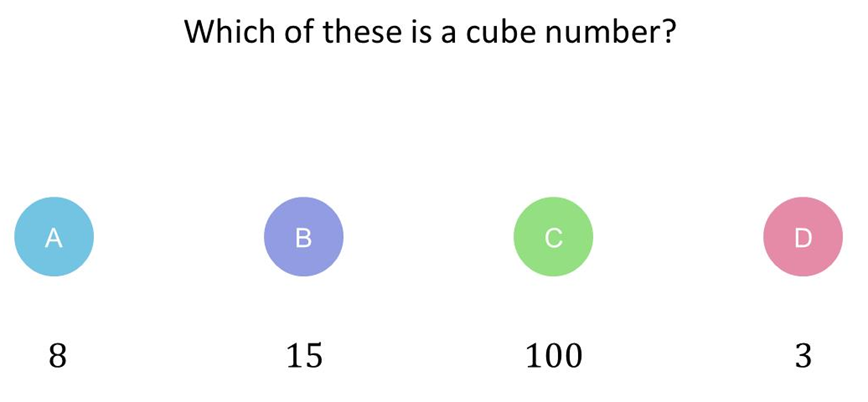 Which of these is a cube number?
A B C D
8 15 100 3